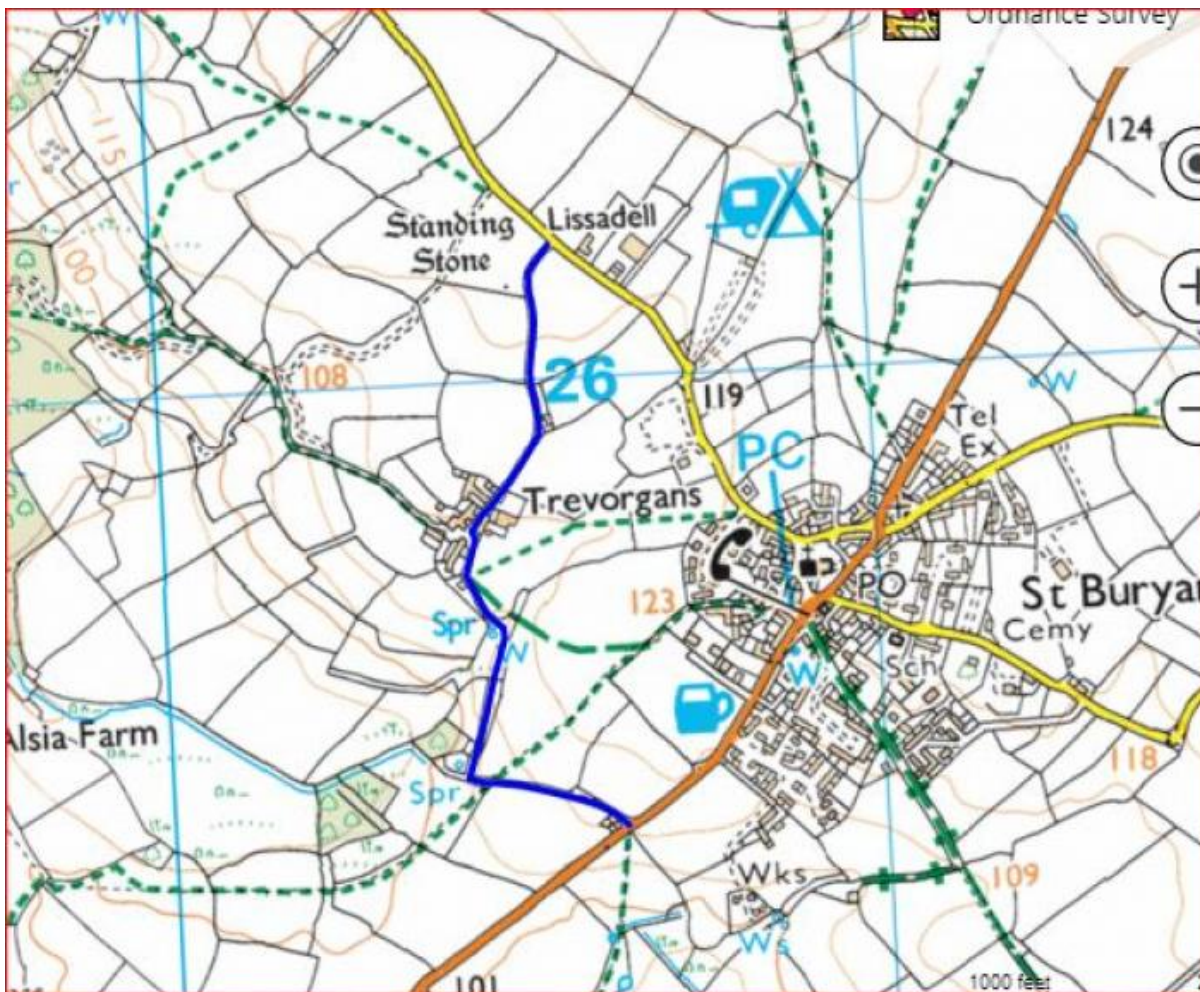 W
Ordnance Survey
124
115
Standing
Stone
Lissadell
100
108
26
W
119
Tel
Ex
PC
Trevorgans
123
PO
St Burya
Cemy
Spr
W
W
Sch
Alsia Farm
118
Spr
Wks
109
Ws
1000 feet
101